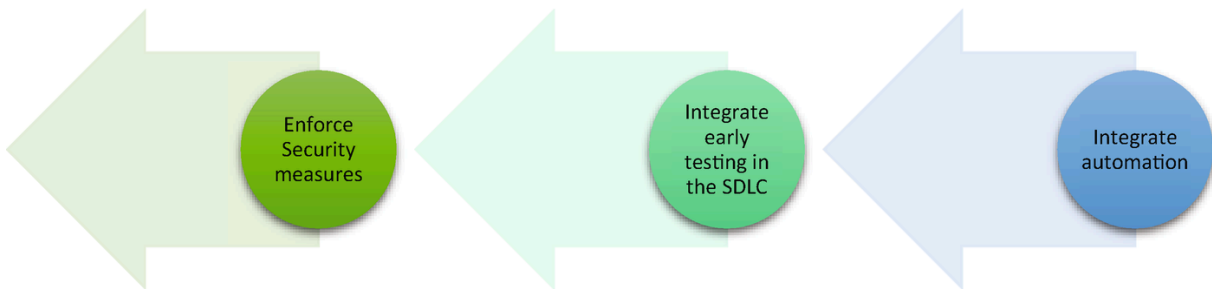 Enforce
Security
measures
Integrate
early
testing in
the SDLC
Integrate
automation